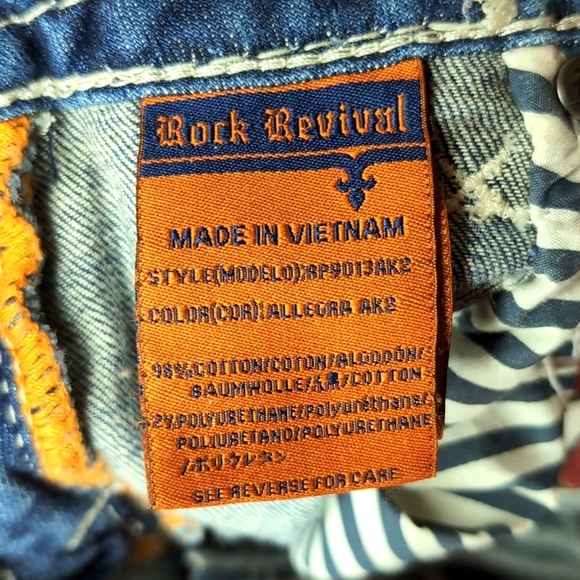 Rock Revival
MADE IN VIETNAM
STYLE(MODELO):RP9013AK2
COLOR(COR):ALLEGRA AK2
98%COTTON/COTON/ALGODÓN/
BAUMWOLLE/綿/COTTON
2%POLYURETHANE/Polyuréthane/
POLIURETANO/POLYURETHANE
/ポリウレタン
SEE REVERSE FOR CARE